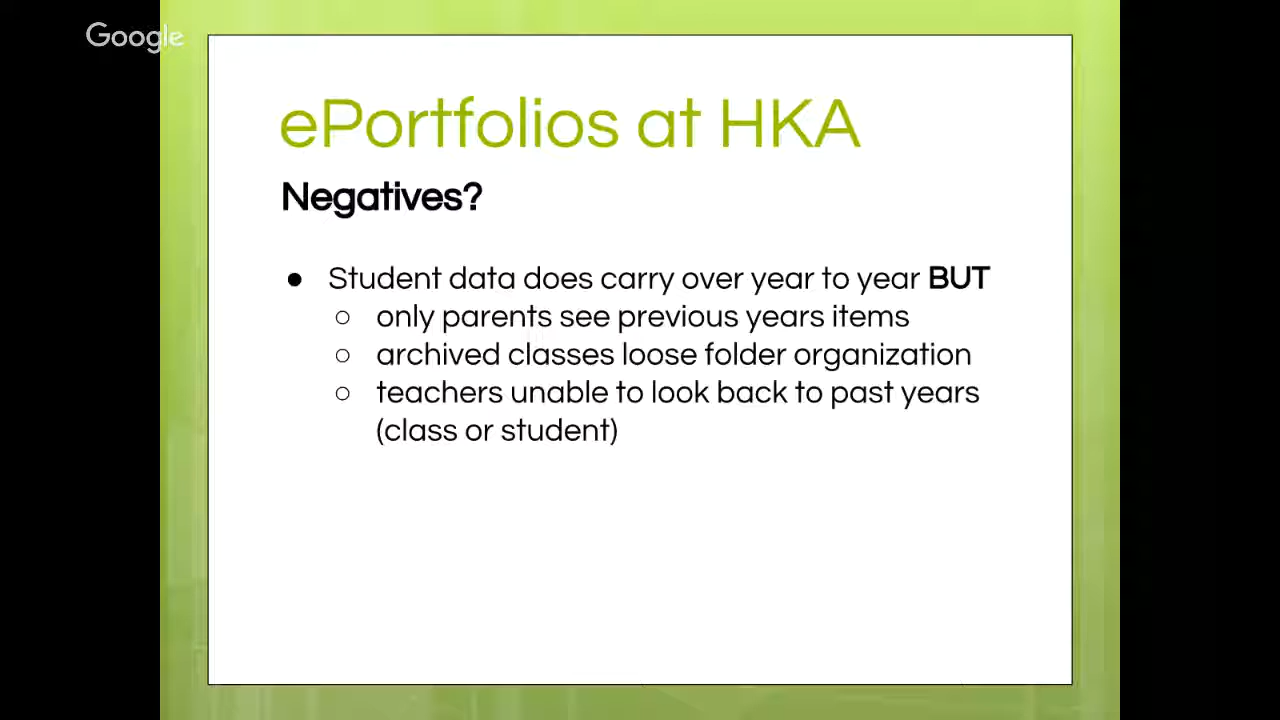 Google
ePortfolios at HKA
Negatives?
● Student data does carry over year to year BUT
○ only parents see previous years items
○ archived classes loose folder organization
○ teachers unable to look back to past years
(class or student)